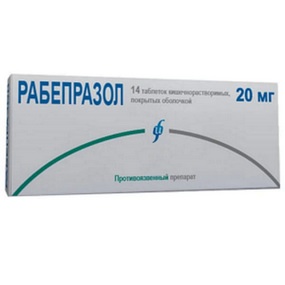 РАБЕПРАЗОЛ
14 таблеток кишечнорастворимых,
покрытых оболочкой
20 мг
Противоязвенный препарат